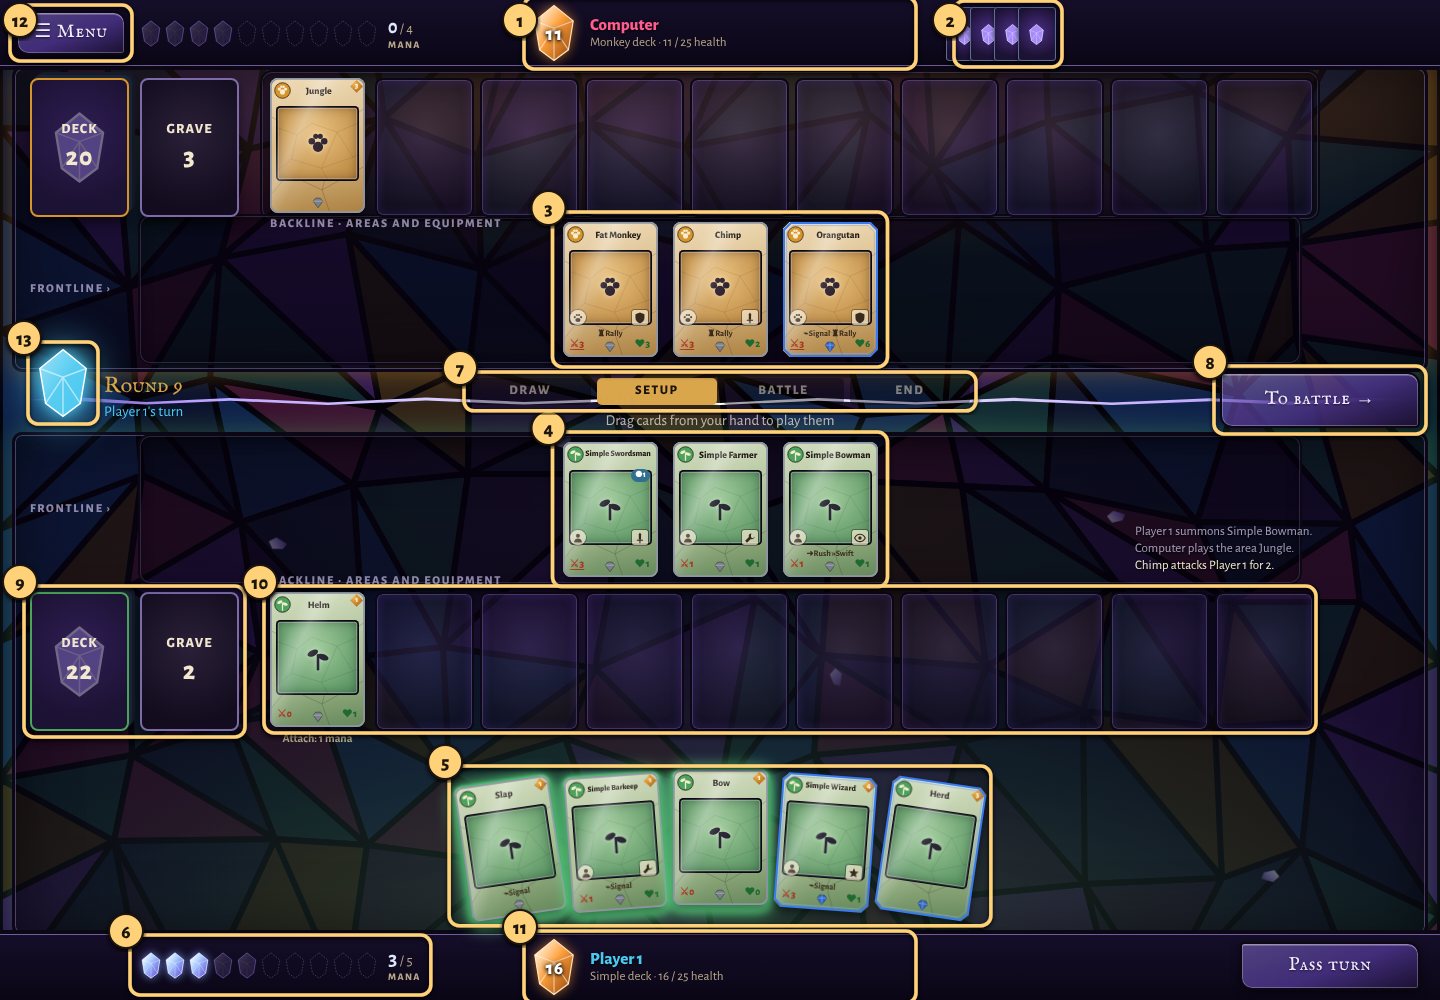 12
☰ MENU
0 / 4
MANA
1
11
Computer
Monkey deck · 11 / 25 health
2
DECK
20
GRAVE
3
Jungle
BACKLINE · AREAS AND EQUIPMENT
3
Fat Monkey
Chimp
Orangutan
Rally
Rally
Signal Rally
3
3
3
2
3
6
FRONTLINE ›
13
ROUND 9
Player 1's turn
7
DRAW
SETUP
BATTLE
END
8
TO BATTLE →
Drag cards from your hand to play them
4
Simple Swordsman
Simple Farmer
Simple Bowman
1
Rush Swift
3
1
1
1
1
1
FRONTLINE ›
Player 1 summons Simple Bowman.
Computer plays the area Jungle.
Chimp attacks Player 1 for 2.
9
DECK
22
GRAVE
2
10
ACKLINE · AREAS AND EQUIPMENT
Helm
0
1
Attach: 1 mana
5
Slap
Signal
Simple Barkeep
Signal
1
1
Bow
0
0
Simple Wizard
Signal
3
1
Herd
6
3 / 5
MANA
11
16
Player 1
Simple deck · 16 / 25 health
PASS TURN